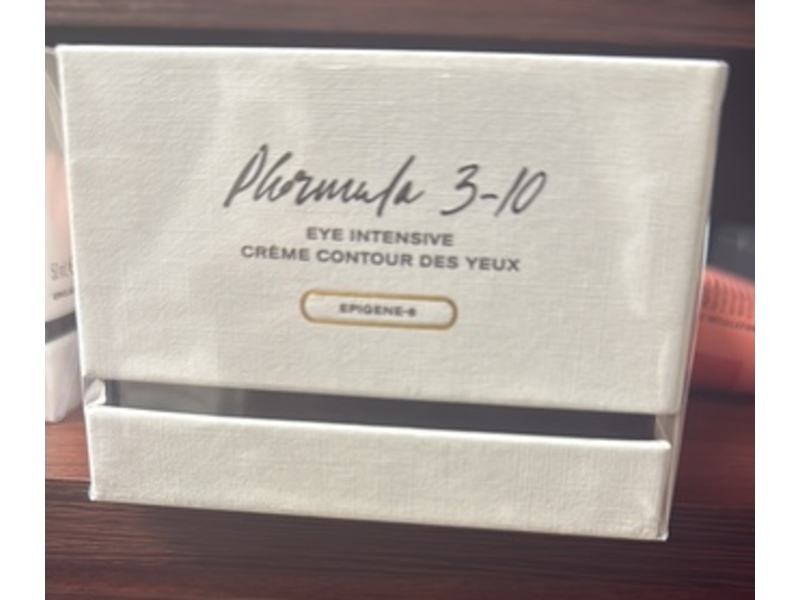 Phormula 3-10
EYE INTENSIVE
CRÈME CONTOUR DES YEUX
EPIGENE-6